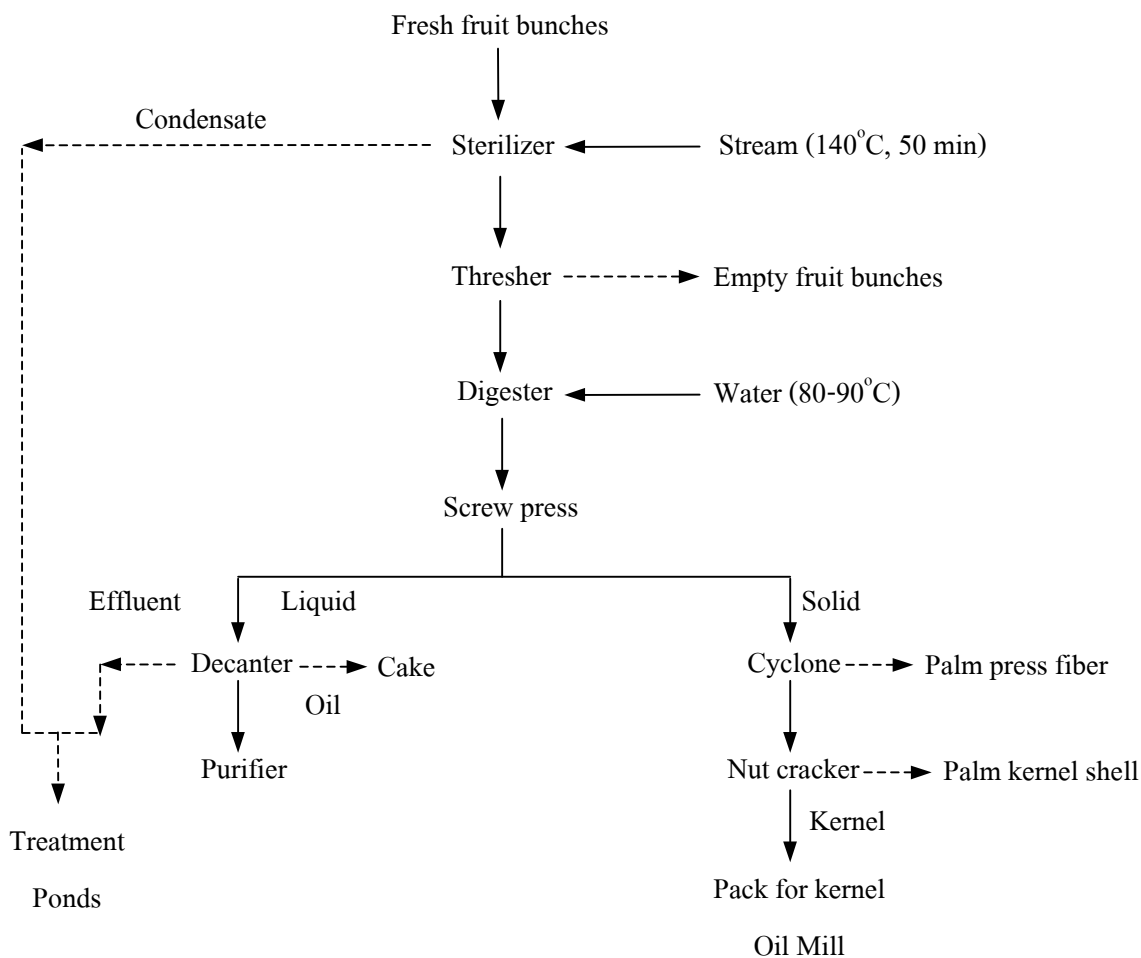 Fresh fruit bunches
Condensate
Sterilizer
Stream (140°C, 50 min)
Thresher
Empty fruit bunches
Digester
Water (80-90°C)
Screw press
Effluent
Liquid
Solid
Decanter
Cake
Cyclone
Palm press fiber
Oil
Purifier
Nut cracker
Palm kernel shell
Kernel
Treatment
Ponds
Pack for kernel
Oil Mill